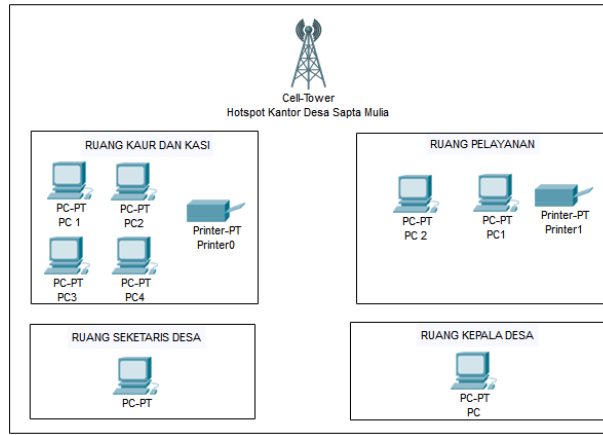 Cell-Tower
Hotspot Kantor Desa Sapta Mulia
RUANG KAUR DAN KASI
PC-PT
PC 1
PC-PT
PC2
Printer-PT
Printer0
PC-PT
PC3
PC-PT
PC4
RUANG PELAYANAN
PC-PT
PC 2
PC-PT
PC1
Printer-PT
Printer1
RUANG SEKETARIS DESA
PC-PT
RUANG KEPALA DESA
PC-PT
PC